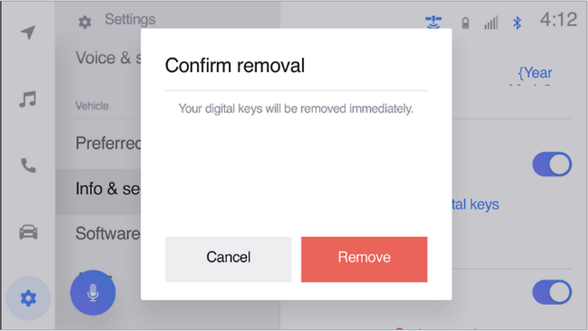 Settings
4:12
Voice & s
{Year
Vehicle
Preferred
Info & se
Software
tal keys
Confirm removal
Your digital keys will be removed immediately.
Cancel
Remove